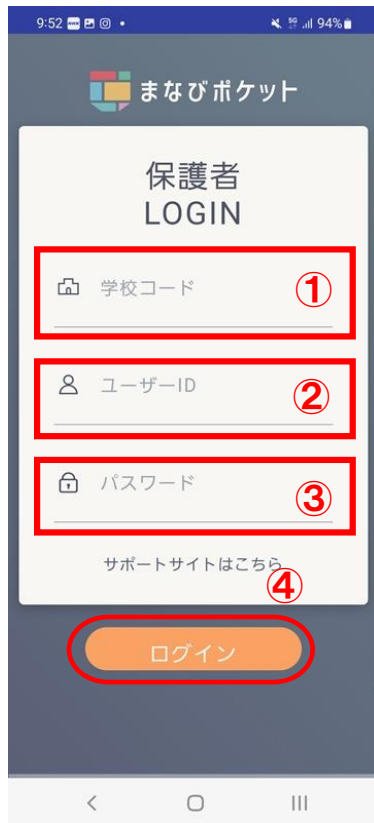 9:52 94%
まなびポケット
保護者
LOGIN
学校コード ①
ユーザーID ②
パスワード ③
サポートサイトはこちら
④
ログイン